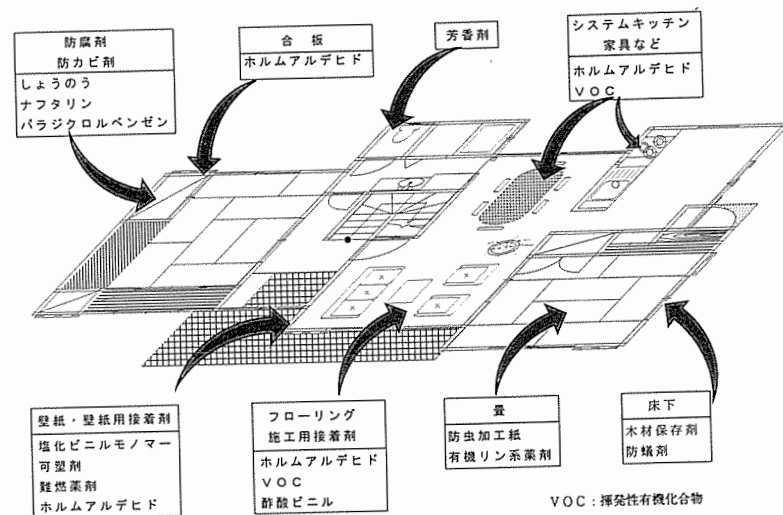 防腐剤
防カビ剤
しょうのう
ナフタリン
パラジクロルベンゼン
合 板
ホルムアルデヒド
芳香剤
システムキッチン
家具など
ホルムアルデヒド
VOC
壁紙・壁紙用接着剤
塩化ビニルモノマー
可塑剤
難燃薬剤
ホルムアルデヒド
フローリング
施工用接着剤
ホルムアルデヒド
VOC
酢酸ビニル
畳
防虫加工紙
有機リン系薬剤
床下
木材保存剤
防蟻剤
VOC：揮発性有機化合物